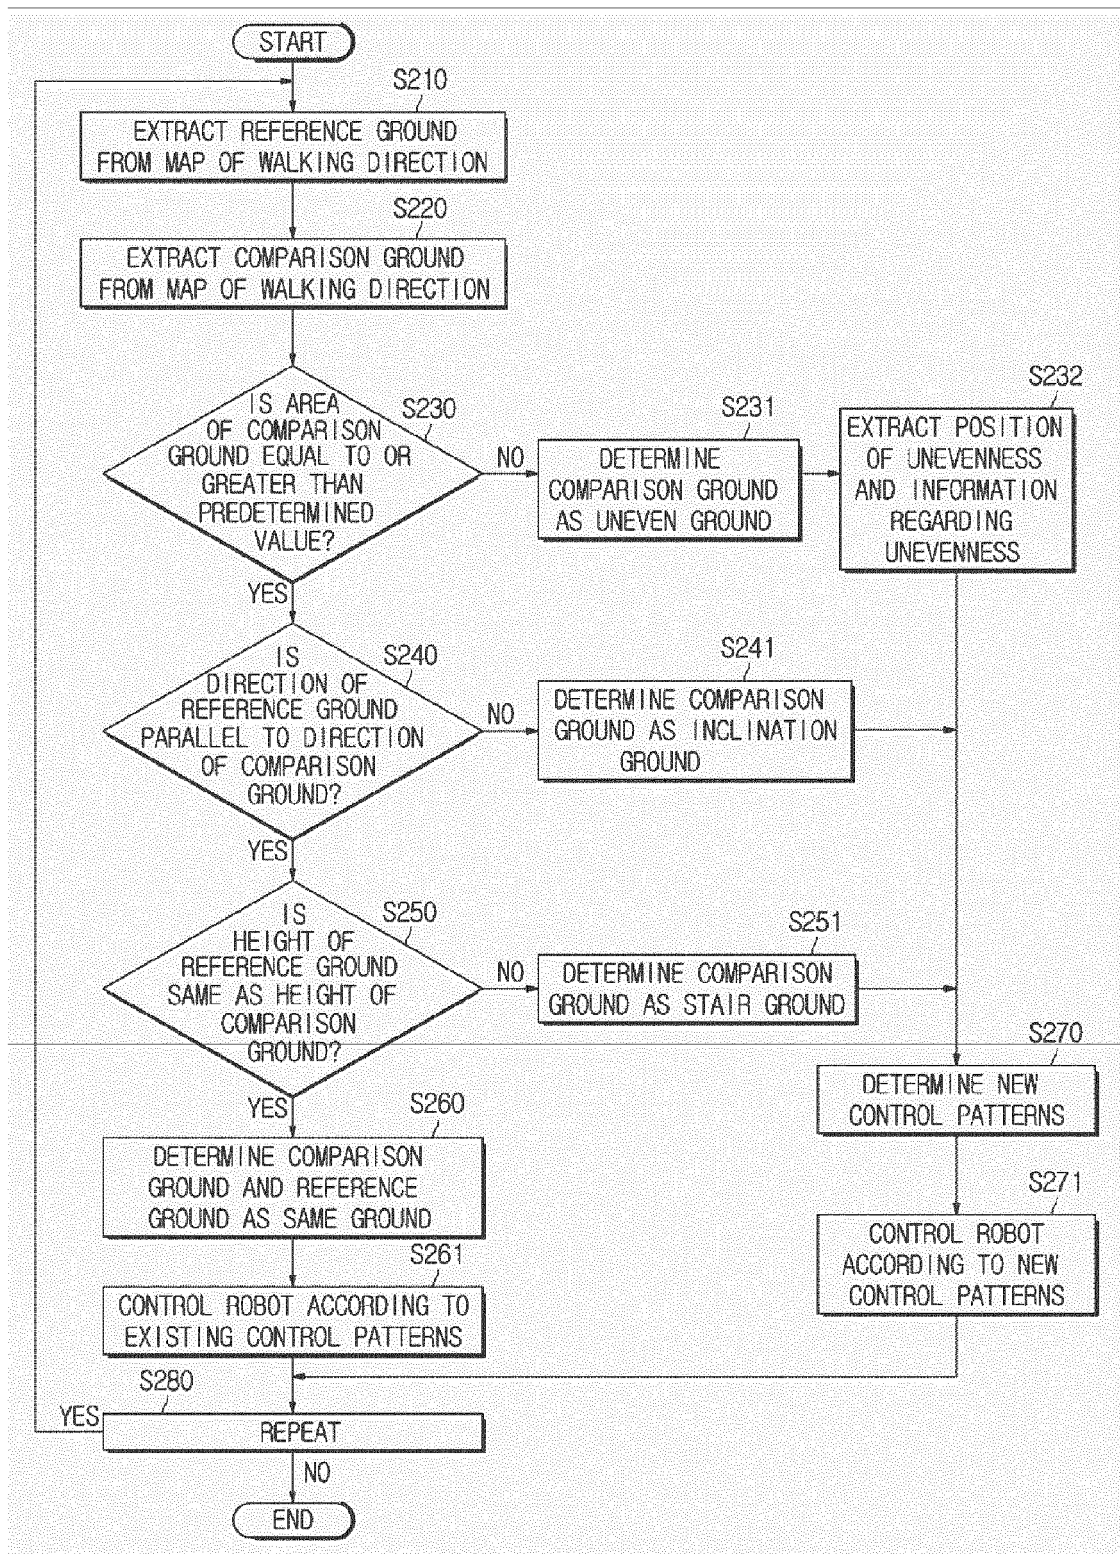 START
S210
EXTRACT REFERENCE GROUND
FROM MAP OF WALKING DIRECTION
S220
EXTRACT COMPARISON GROUND
FROM MAP OF WALKING DIRECTION
S230
IS AREA
OF COMPARISON
GROUND EQUAL TO OR
GREATER THAN
PREDETERMINED
VALUE?
NO
YES
S231
DETERMINE
COMPARISON GROUND
AS UNEVEN GROUND
S232
EXTRACT POSITION
OF UNEVENNESS
AND INFORMATION
REGARDING
UNEVENNESS
S240
IS
DIRECTION OF
REFERENCE GROUND
PARALLEL TO DIRECTION
OF COMPARISON
GROUND?
NO
YES
S241
DETERMINE COMPARISON
GROUND AS INCLINATION
GROUND
S250
IS
HEIGHT OF
REFERENCE GROUND
SAME AS HEIGHT OF
COMPARISON
GROUND?
NO
YES
S251
DETERMINE COMPARISON
GROUND AS STAIR GROUND
S260
DETERMINE COMPARISON
GROUND AND REFERENCE
GROUND AS SAME GROUND
S261
CONTROL ROBOT ACCORDING TO
EXISTING CONTROL PATTERNS
S270
DETERMINE NEW
CONTROL PATTERNS
S271
CONTROL ROBOT
ACCORDING TO NEW
CONTROL PATTERNS
S280
YES
REPEAT
NO
END